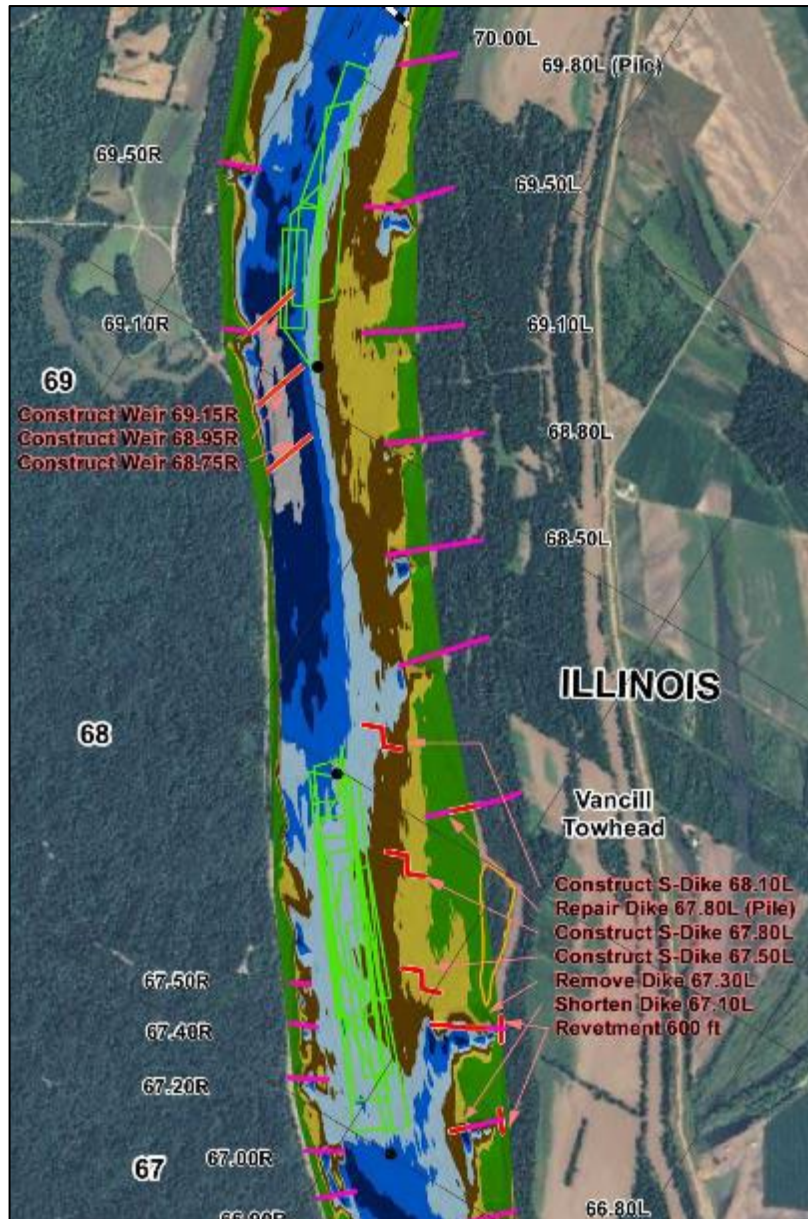 70.00L
69.80L (Pile)
69.50R
69.50L
69.10R
69.10L
69
Construct Weir 69.15R
Construct Weir 68.95R
Construct Weir 68.75R
68.80L
68.50L
ILLINOIS
68
Vancill
Towhead
Construct S-Dike 68.10L
Repair Dike 67.80L (Pile)
Construct S-Dike 67.80L
Construct S-Dike 67.50L
Remove Dike 67.30L
Shorten Dike 67.10L
Revetment 600 ft
67.50R
67.40R
67.20R
67.00R
67
66.80L
66.90R